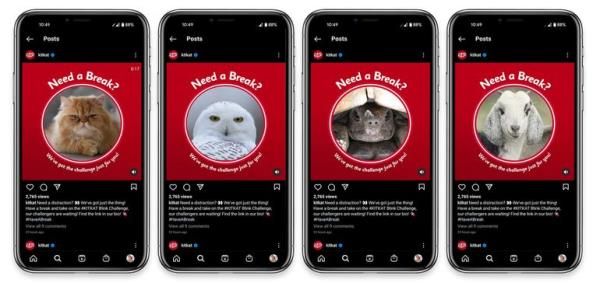 10:49
88%
Posts
kitkat
Need a Break?
0:17
We've got the challenge just for you!
2,765 views
kitkat Need a distraction? 👀 We've got just the thing!
Have a break and take on the #KITKAT Blink Challenge,
our challengers are waiting! Find the link in our bio!
#HaveABreak
View all 9 comments
kitkat
10:49
88%
Posts
kitkat
Need a Break?
We've got the challenge just for you!
2,765 views
kitkat Need a distraction? 👀 We've got just the thing!
Have a break and take on the #KITKAT Blink Challenge,
our challengers are waiting! Find the link in our bio!
#HaveABreak
View all 9 comments
kitkat
10:49
88%
Posts
kitkat
Need a Break?
We've got the challenge just for you!
2,765 views
kitkat Need a distraction? 👀 We've got just the thing!
Have a break and take on the #KITKAT Blink Challenge,
our challengers are waiting! Find the link in our bio!
#HaveABreak
View all 9 comments
kitkat
10:49
88%
Posts
kitkat
Need a Break?
We've got the challenge just for you!
2,765 views
kitkat Need a distraction? 👀 We've got just the thing!
Have a break and take on the #KITKAT Blink Challenge,
our challengers are waiting! Find the link in our bio!
#HaveABreak
View all 9 comments
kitkat